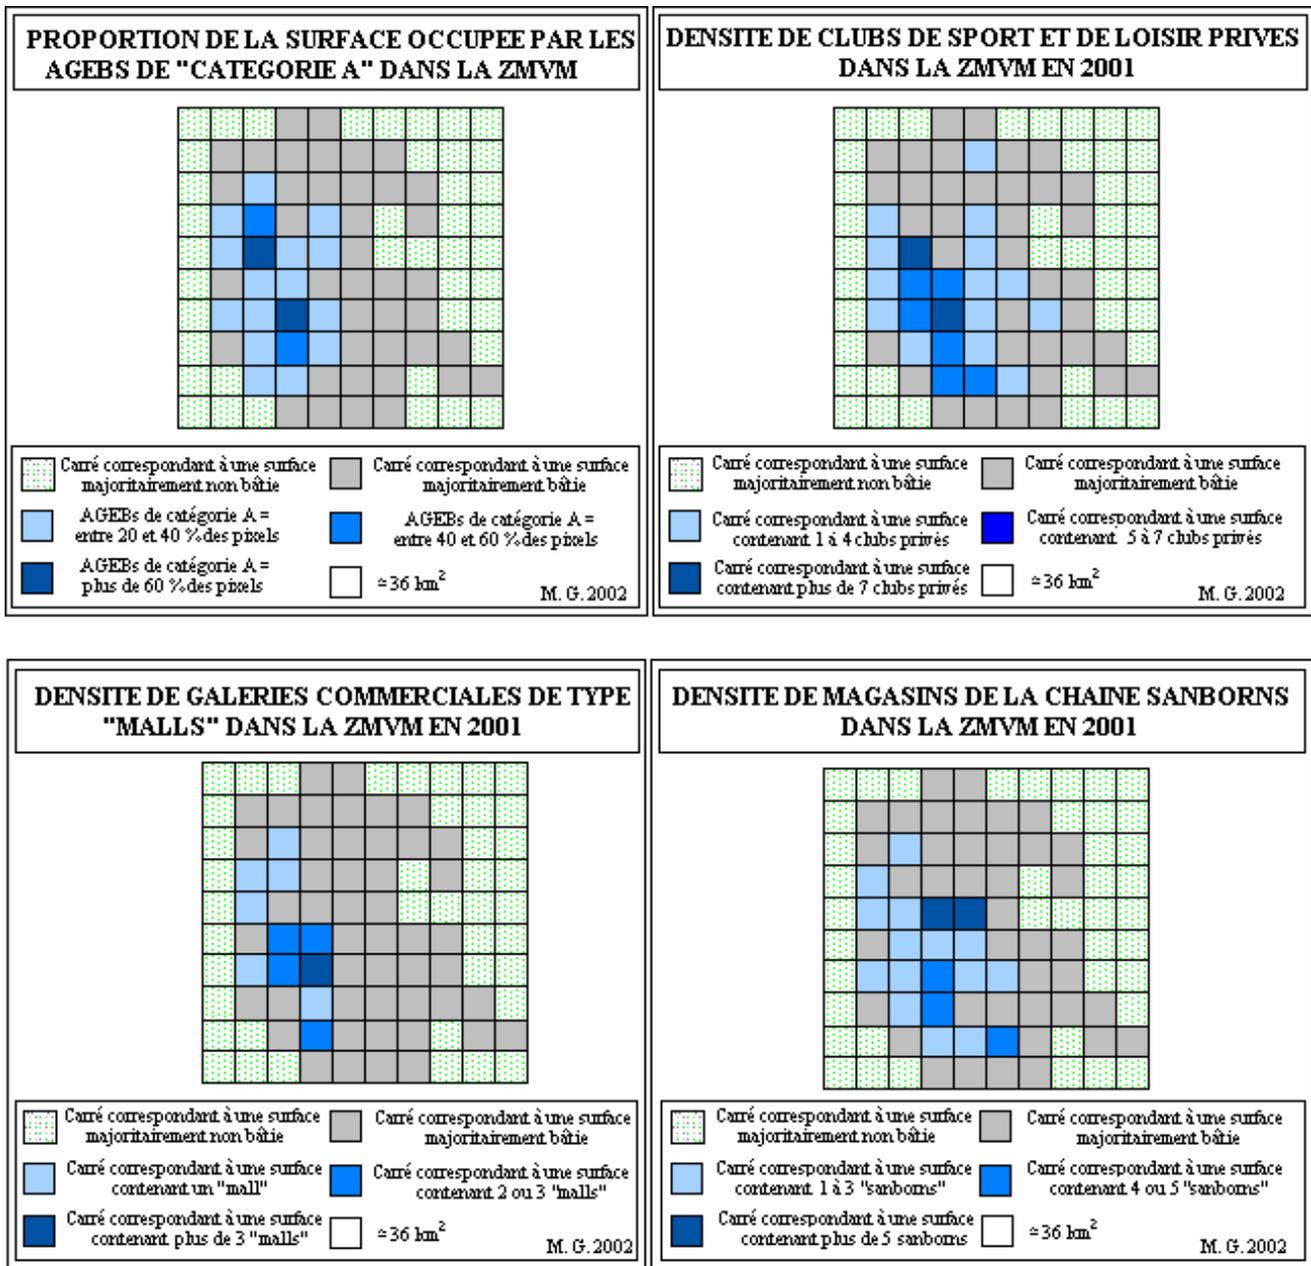 PROPORTION DE LA SURFACE OCCUPEE PAR LES
AGEBS DE "CATEGORIE A" DANS LA ZMVM
Carré correspondant à une surface
majoritairement non bâtie
Carré correspondant à une surface
majoritairement bâtie
AGEBs de catégorie A =
entre 20 et 40 % des pixels
AGEBs de catégorie A =
entre 40 et 60 % des pixels
AGEBs de catégorie A =
plus de 60 % des pixels
≃36 km²
M. G. 2002
DENSITE DE CLUBS DE SPORT ET DE LOISIR PRIVES
DANS LA ZMVM EN 2001
Carré correspondant à une surface
majoritairement non bâtie
Carré correspondant à une surface
majoritairement bâtie
Carré correspondant à une surface
contenant 1 à 4 clubs privés
Carré correspondant à une surface
contenant 5 à 7 clubs privés
Carré correspondant à une surface
contenant plus de 7 clubs privés
≃36 km²
M. G. 2002
DENSITE DE GALERIES COMMERCIALES DE TYPE
"MALLS" DANS LA ZMVM EN 2001
Carré correspondant à une surface
majoritairement non bâtie
Carré correspondant à une surface
majoritairement bâtie
Carré correspondant à une surface
contenant un "mall"
Carré correspondant à une surface
contenant 2 ou 3 "malls"
Carré correspondant à une surface
contenant plus de 3 "malls"
≃36 km²
M. G. 2002
DENSITE DE MAGASINS DE LA CHAINE SANBORNS
DANS LA ZMVM EN 2001
Carré correspondant à une surface
majoritairement non bâtie
Carré correspondant à une surface
majoritairement bâtie
Carré correspondant à une surface
contenant 1 à 3 "sanborns"
Carré correspondant à une surface
contenant 4 ou 5 "sanborns"
Carré correspondant à une surface
contenant plus de 5 sanborns
≃36 km²
M. G. 2002